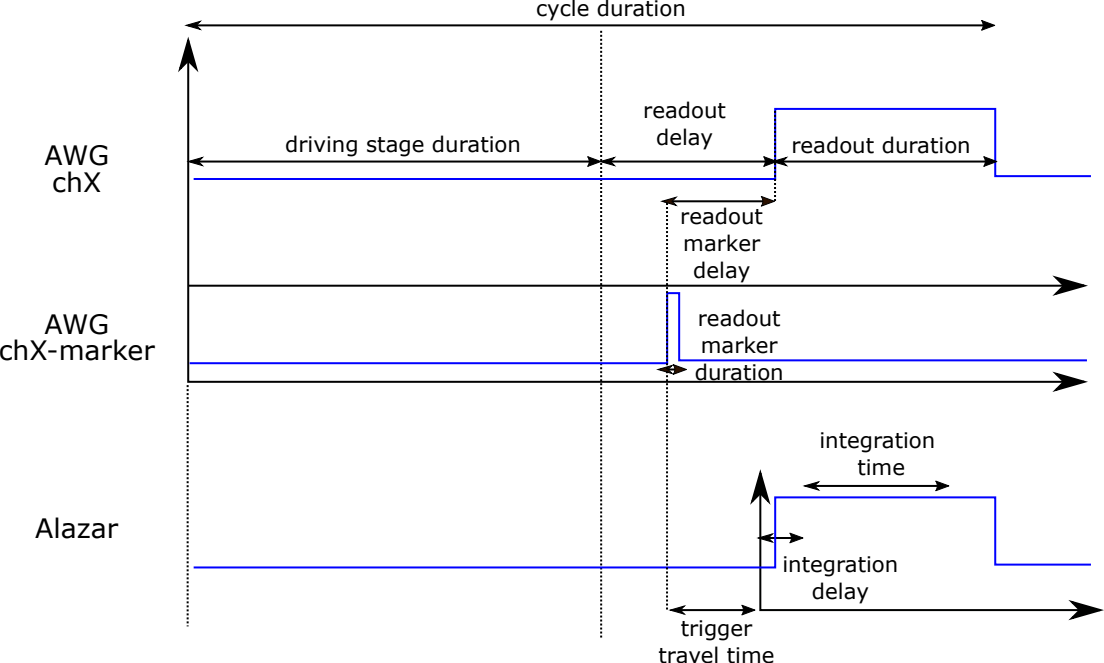 cycle duration
readout
delay
driving stage duration
readout duration
AWG
chX
readout
marker
delay
AWG
chX-marker
readout
marker
duration
integration
time
Alazar
integration
delay
trigger
travel time